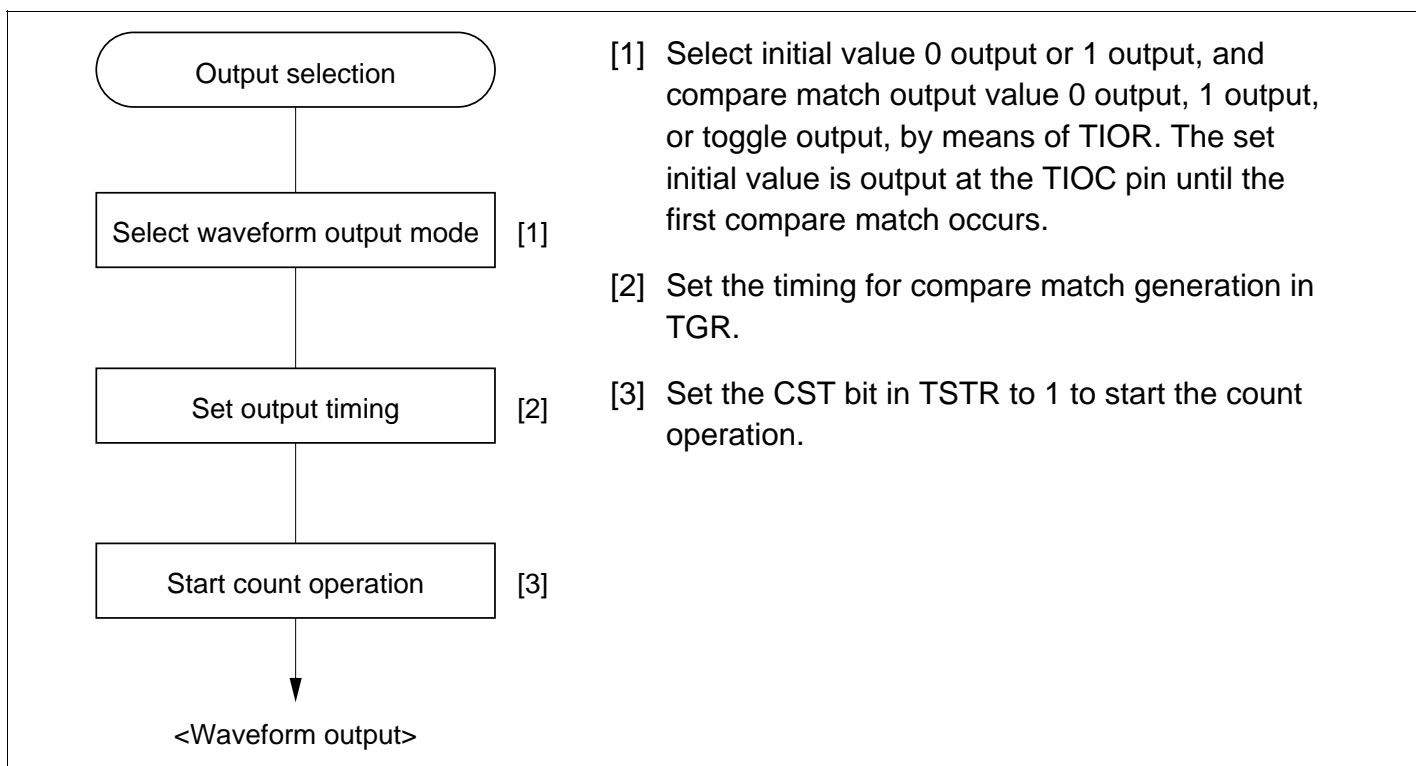 Output selection
Select waveform output mode [1]
Set output timing [2]
Start count operation [3]
<Waveform output>
[1] Select initial value 0 output or 1 output, and
compare match output value 0 output, 1 output,
or toggle output, by means of TIOR. The set
initial value is output at the TIOC pin until the
first compare match occurs.
[2] Set the timing for compare match generation in
TGR.
[3] Set the CST bit in TSTR to 1 to start the count
operation.